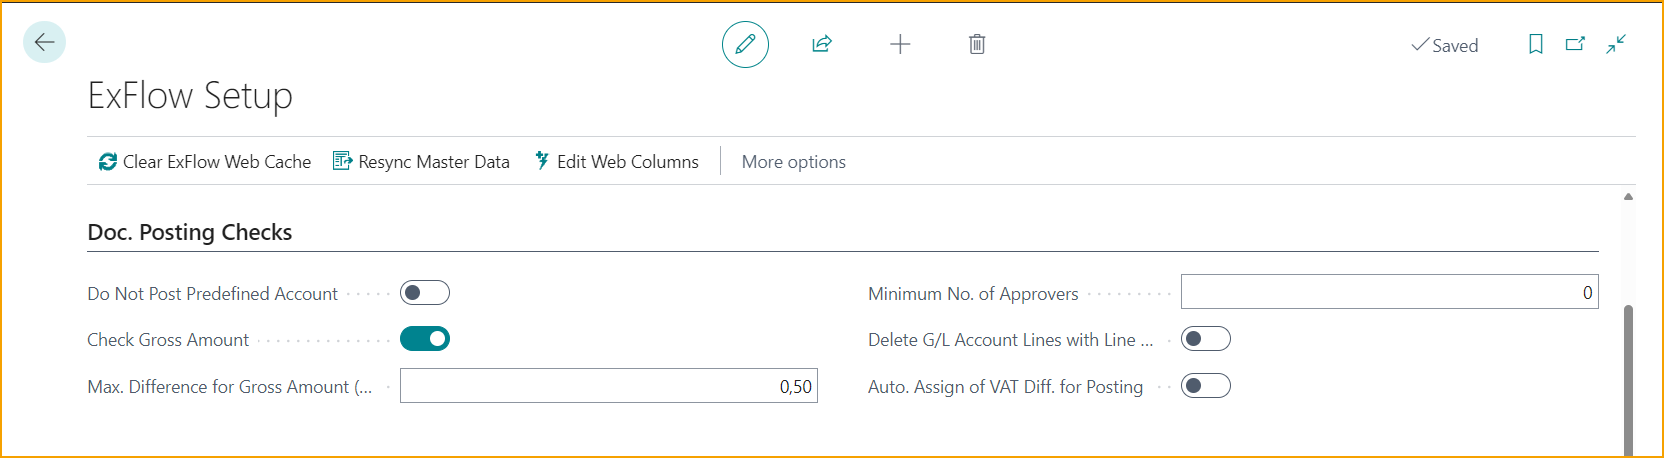 Saved
ExFlow Setup
Clear ExFlow Web Cache Resync Master Data Edit Web Columns More options
Doc. Posting Checks
Do Not Post Predefined Account
Check Gross Amount
Max. Difference for Gross Amount (... 0,50
Minimum No. of Approvers 0
Delete G/L Account Lines with Line ...
Auto. Assign of VAT Diff. for Posting